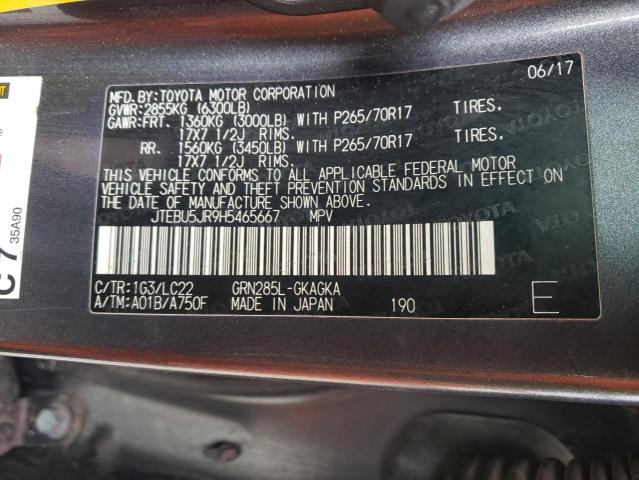 06/17
MFD.BY:TOYOTA MOTOR CORPORATION
GVWR:2855KG (6300LB)
GAWR:FRT. 1360KG (3000LB) WITH P265/70R17 TIRES.
17X7 1/2J RIMS.
RR. 1560KG (3450LB) WITH P265/70R17 TIRES.
17X7 1/2J RIMS.
THIS VEHICLE CONFORMS TO ALL APPLICABLE FEDERAL MOTOR
VEHICLE SAFETY AND THEFT PREVENTION STANDARDS IN EFFECT ON
THE DATE OF MANUFACTURE SHOWN ABOVE.
JTEBU5JR9H5465667 MPV
C/TR:1G3/LC22 GRN285L-GKAGKA
A/TM:A01B/A750F MADE IN JAPAN 190 E
C 7 35A90